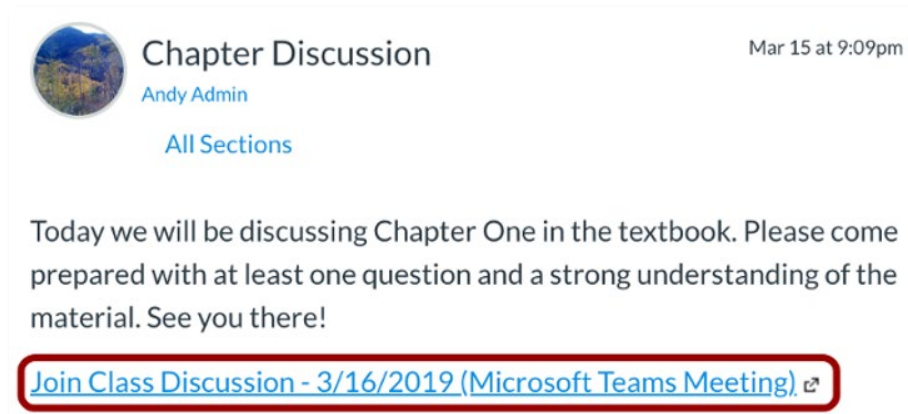 Chapter Discussion
Mar 15 at 9:09pm
Andy Admin
All Sections
Today we will be discussing Chapter One in the textbook. Please come
prepared with at least one question and a strong understanding of the
material. See you there!
Join Class Discussion - 3/16/2019 (Microsoft Teams Meeting)